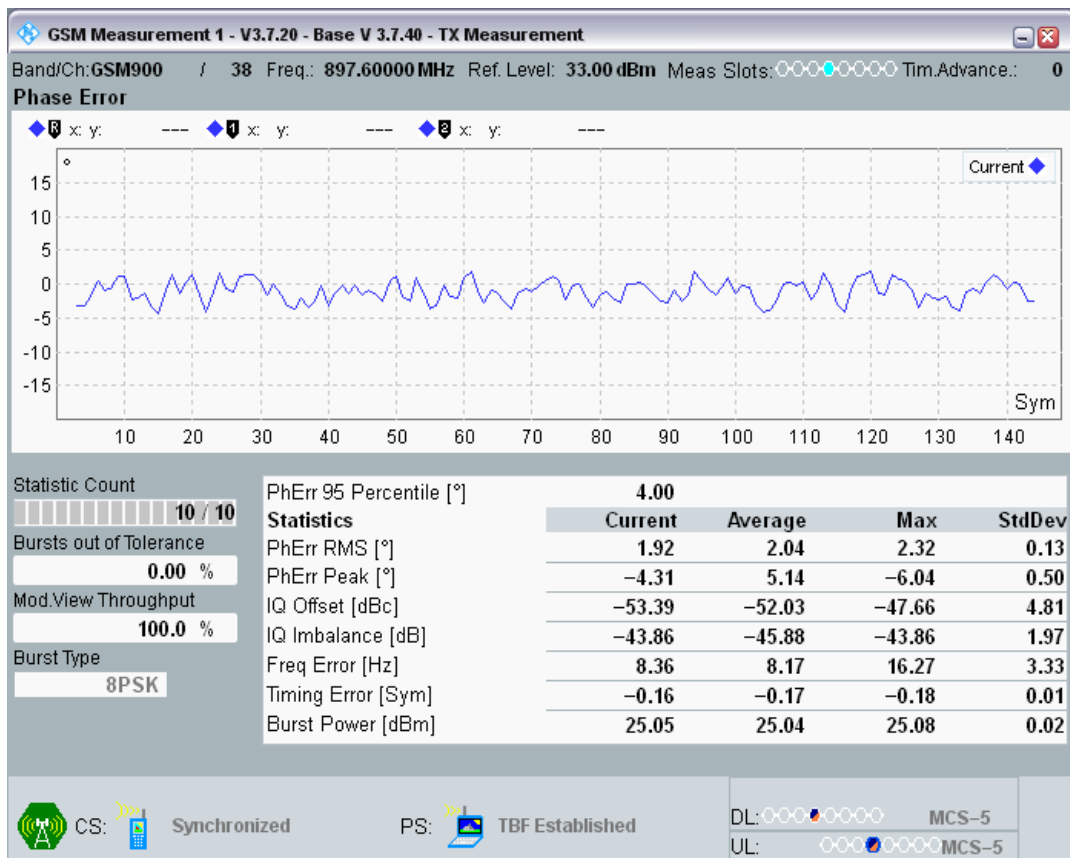 GSM Measurement 1 - V3.7.20 - Base V 3.7.40 - TX Measurement
Band/Ch:GSM900 / 38 Freq.: 897.60000 MHz Ref. Level: 33.00 dBm Meas Slots: Tim.Advance.: 0
Phase Error
R x: y: --- 1 x: y: --- 2 x: y: ---
° Current
15
10
5
0
-5
-10
-15
Sym
10 20 30 40 50 60 70 80 90 100 110 120 130 140
Statistic Count
10 / 10
Bursts out of Tolerance
0.00 %
Mod.View Throughput
100.0 %
Burst Type
8PSK
PhErr 95 Percentile [°] 4.00
Statistics Current Average Max StdDev
PhErr RMS [°] 1.92 2.04 2.32 0.13
PhErr Peak [°] −4.31 5.14 −6.04 0.50
IQ Offset [dBc] −53.39 −52.03 −47.66 4.81
IQ Imbalance [dB] −43.86 −45.88 −43.86 1.97
Freq Error [Hz] 8.36 8.17 16.27 3.33
Timing Error [Sym] −0.16 −0.17 −0.18 0.01
Burst Power [dBm] 25.05 25.04 25.08 0.02
CS: Synchronized PS: TBF Established
DL: MCS−5
UL: MCS−5